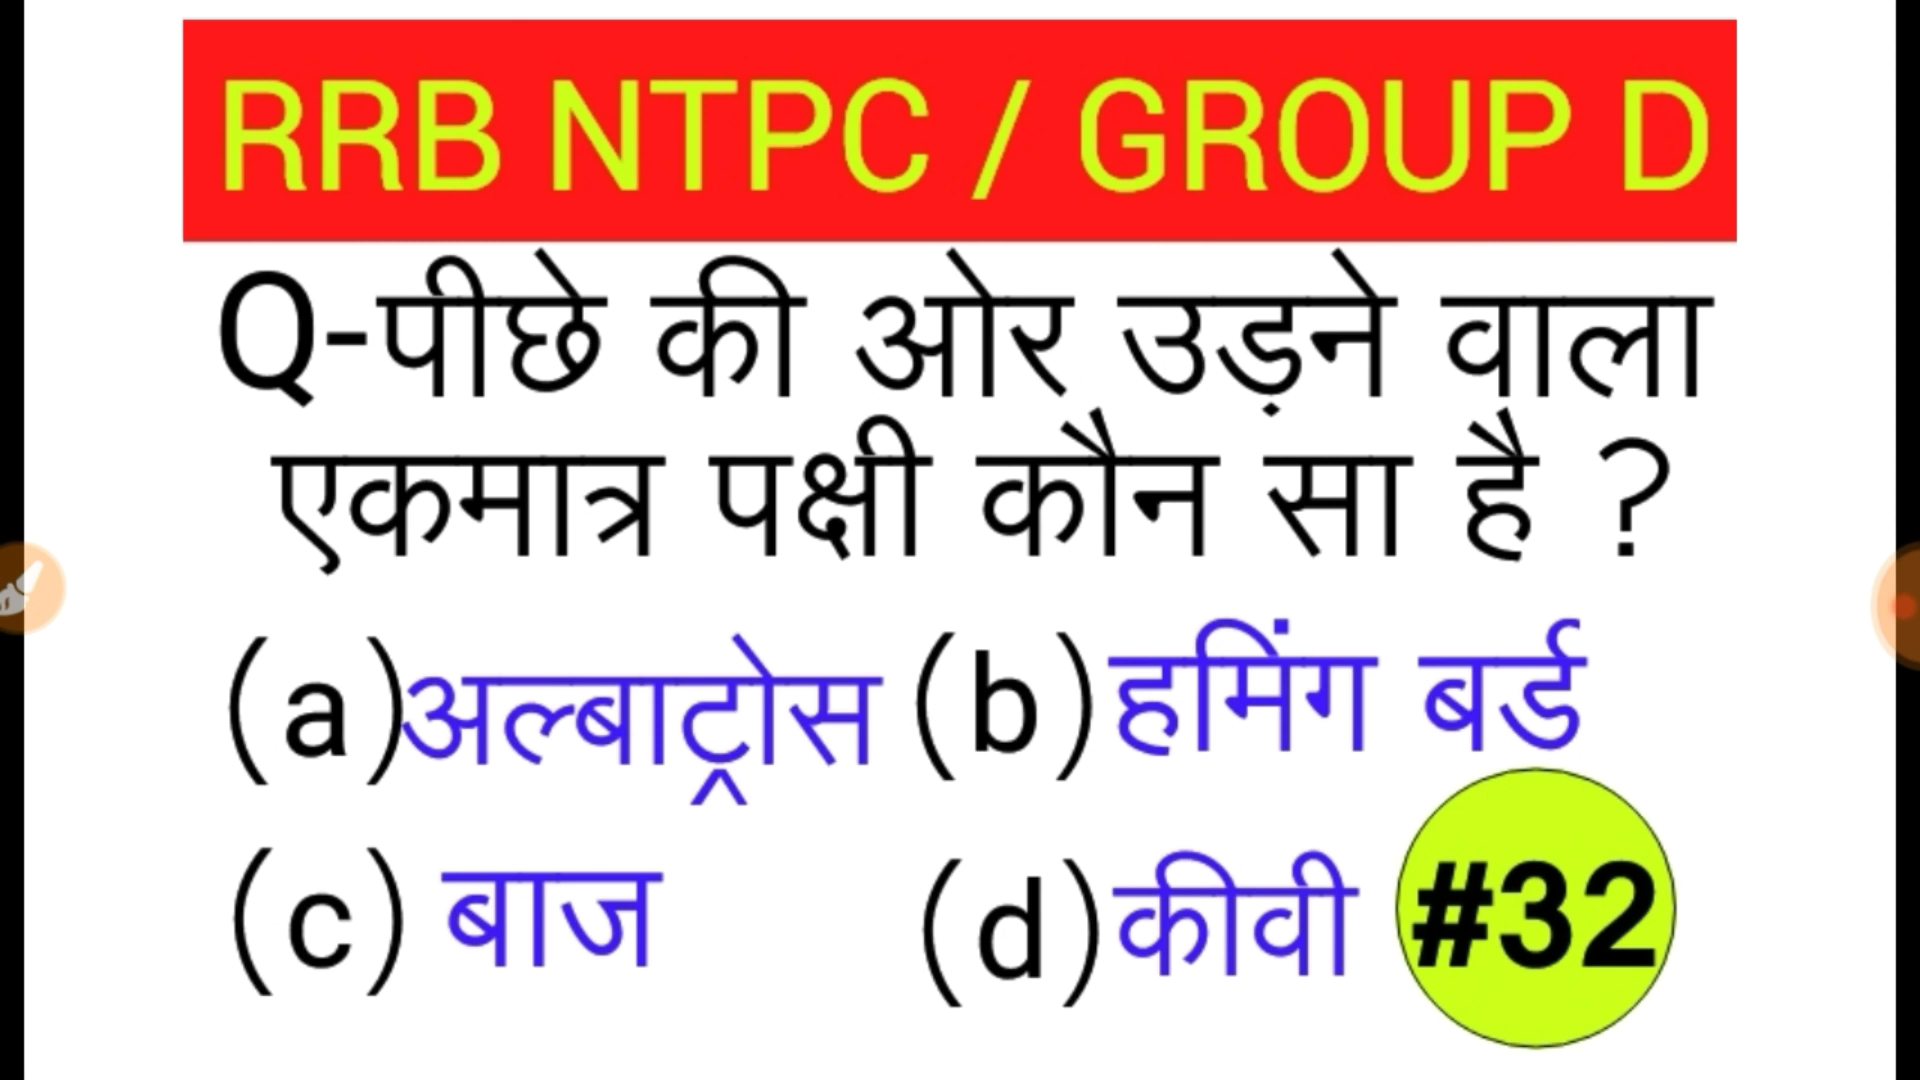 RRB NTPC / GROUP D
Q-पीछे की ओर उड़ने वाला
एकमात्र पक्षी कौन सा है ?
(a)अल्बाट्रोस (b)हमिंग बर्ड
(c) बाज (d)कीवी #32